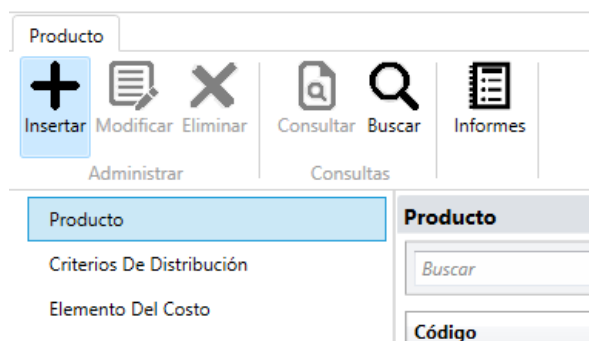 Producto
Insertar Modificar Eliminar Consultar Buscar Informes
Administrar Consultas
Producto
Criterios De Distribución
Elemento Del Costo
Producto
Buscar
Código